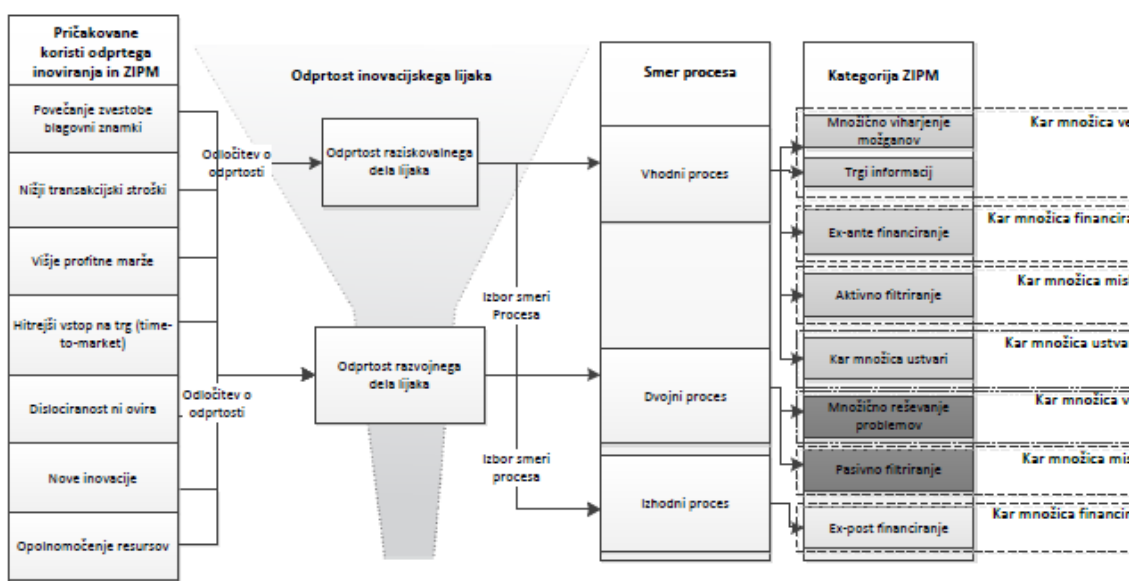 Pričakovane
koristi odprtega
inoviranja in ZIPM
Povečanje zvestobe
blagovni znamki
Nižji transakcijski stroški
Višje profitne marže
Hitrejši vstop na trg (time-
to-market)
Dislociranost ni ovira
Nove inovacije
Opolnomočenje resursov
Odločitev o
odprtosti
Odločitev o
odprtosti
Odprtost inovacijskega lijaka
Odprtost raziskovalnega
dela lijaka
Odprtost razvojnega
dela lijaka
Izbor smeri
Procesa
Izbor smeri
procesa
Smer procesa
Vhodni proces
Dvojni proces
Izhodni proces
Kategorija ZIPM
Množično viharjenje
možganov
Trgi informacij
Ex-ante financiranje
Aktivno filtriranje
Kar množica ustvari
Množično reševanje
problemov
Pasivno filtriranje
Ex-post financiranje
Kar množica ve
Kar množica financira
Kar množica mis
Kar množica ustva
Kar množica v
Kar množica mis
Kar množica financi